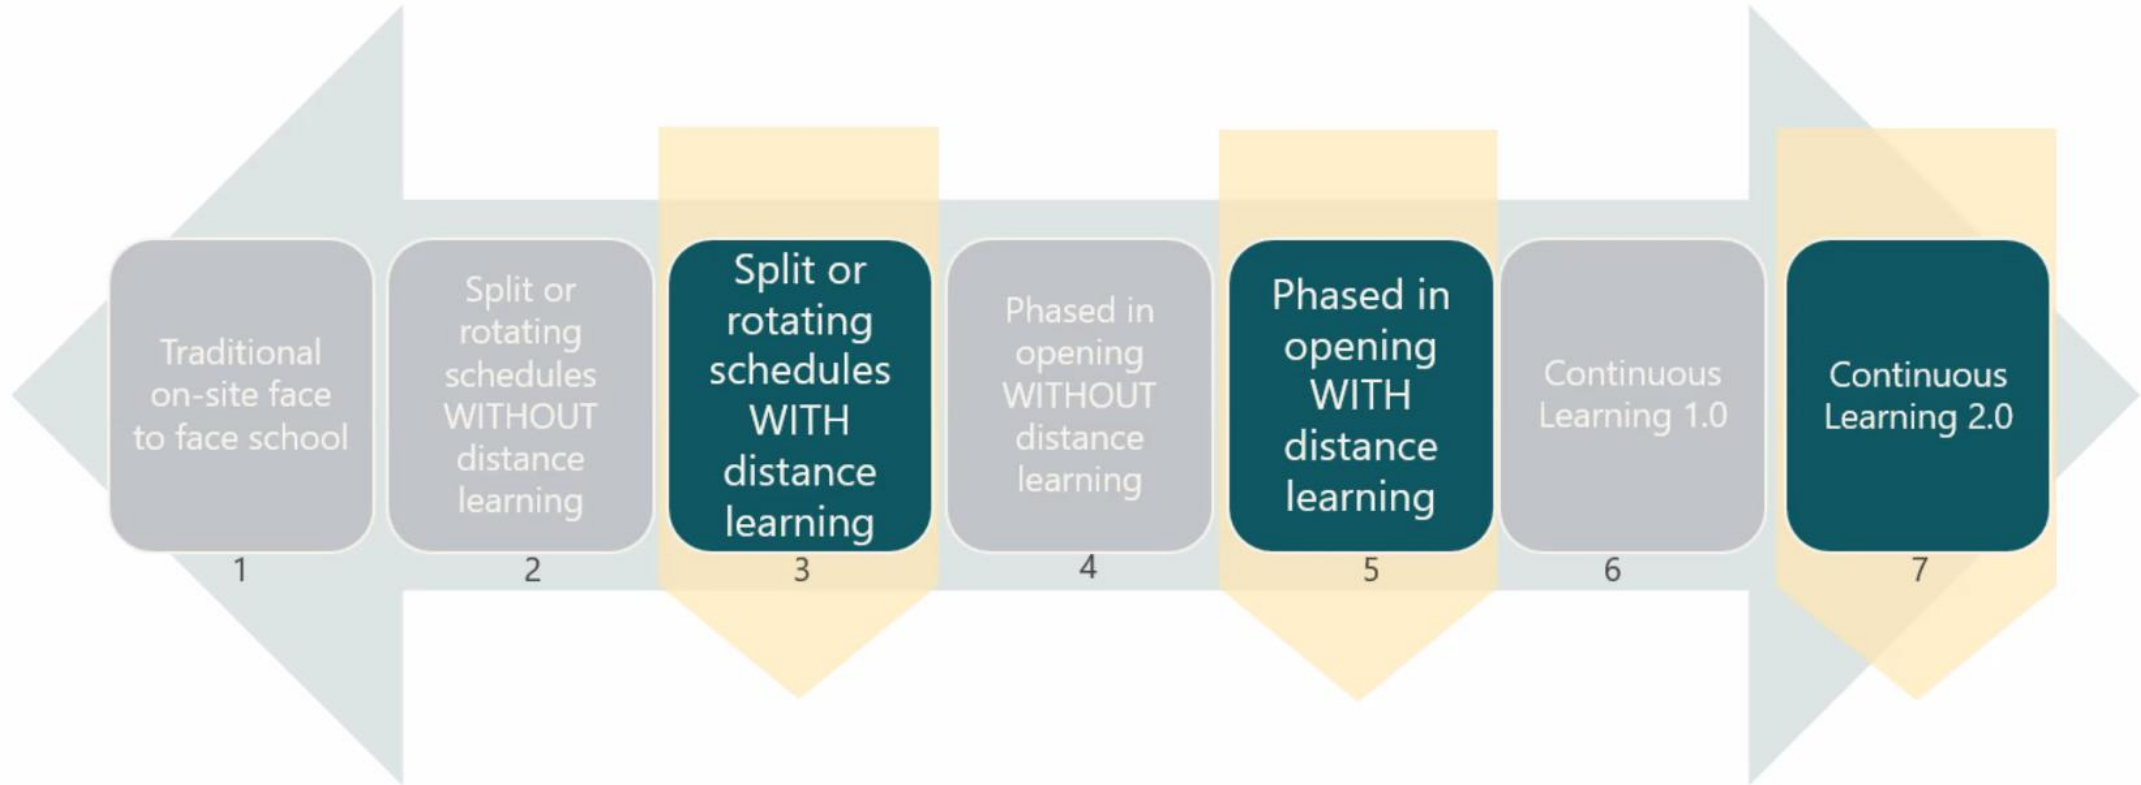 Traditional
on-site face
to face school
1
Split or
rotating
schedules
WITHOUT
distance
learning
2
Split or
rotating
schedules
WITH
distance
learning
3
Phased in
opening
WITHOUT
distance
learning
4
Phased in
opening
WITH
distance
learning
5
Continuous
Learning 1.0
6
Continuous
Learning 2.0
7